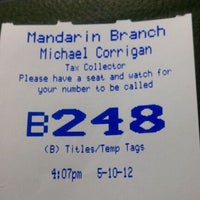 Mandarin Branch
Michael Corrigan
Tax Collector
Please have a seat and watch for
your number to be called
B248
(B) Titles/Temp Tags
4:07pm 5-10-12